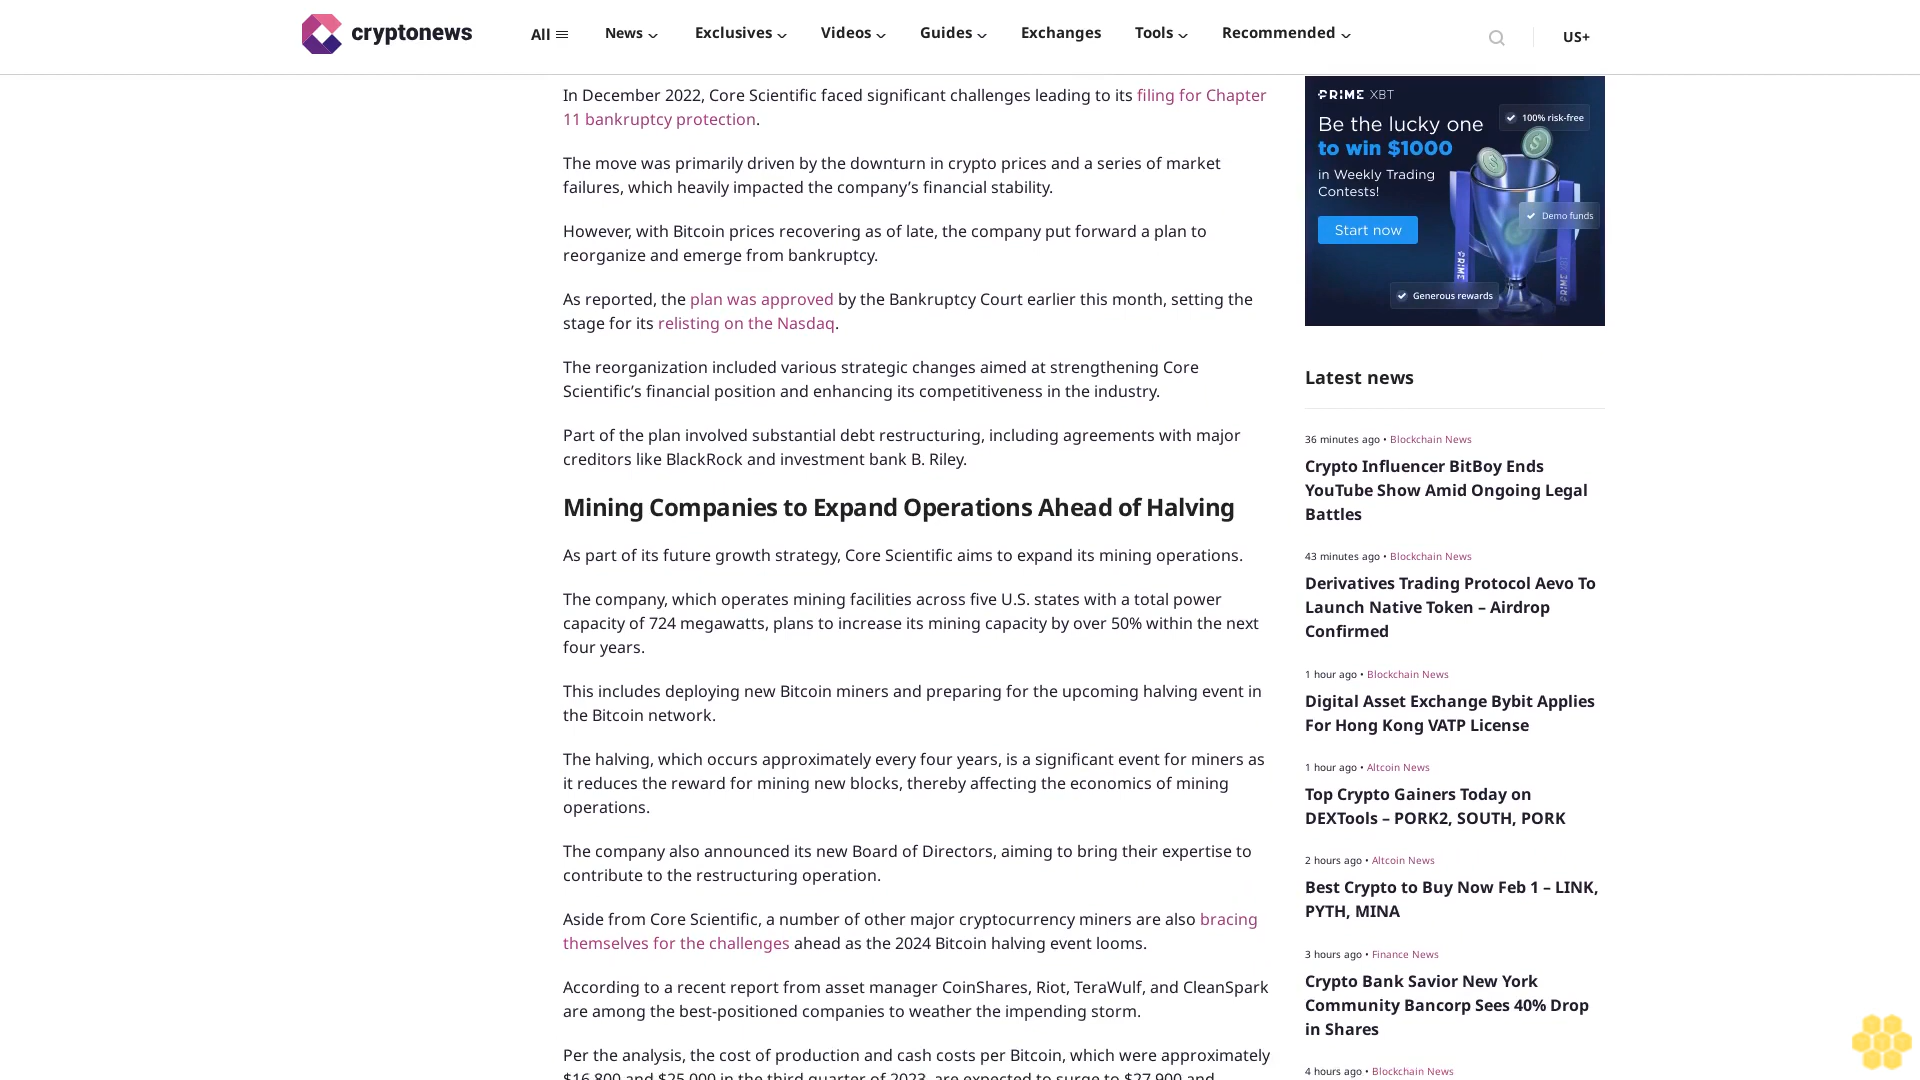 cryptonews
All
News
Exclusives
Videos
Guides
Exchanges
Tools
Recommended
US+
In December 2022, Core Scientific faced significant challenges leading to its filing for Chapter
11 bankruptcy protection.
The move was primarily driven by the downturn in crypto prices and a series of market
failures, which heavily impacted the company’s financial stability.
However, with Bitcoin prices recovering as of late, the company put forward a plan to
reorganize and emerge from bankruptcy.
As reported, the plan was approved by the Bankruptcy Court earlier this month, setting the
stage for its relisting on the Nasdaq.
The reorganization included various strategic changes aimed at strengthening Core
Scientific’s financial position and enhancing its competitiveness in the industry.
Part of the plan involved substantial debt restructuring, including agreements with major
creditors like BlackRock and investment bank B. Riley.
Mining Companies to Expand Operations Ahead of Halving
As part of its future growth strategy, Core Scientific aims to expand its mining operations.
The company, which operates mining facilities across five U.S. states with a total power
capacity of 724 megawatts, plans to increase its mining capacity by over 50% within the next
four years.
This includes deploying new Bitcoin miners and preparing for the upcoming halving event in
the Bitcoin network.
The halving, which occurs approximately every four years, is a significant event for miners as
it reduces the reward for mining new blocks, thereby affecting the economics of mining
operations.
The company also announced its new Board of Directors, aiming to bring their expertise to
contribute to the restructuring operation.
Aside from Core Scientific, a number of other major cryptocurrency miners are also bracing
themselves for the challenges ahead as the 2024 Bitcoin halving event looms.
According to a recent report from asset manager CoinShares, Riot, TeraWulf, and CleanSpark
are among the best-positioned companies to weather the impending storm.
Per the analysis, the cost of production and cash costs per Bitcoin, which were approximately
$16,800 and $25,000 in the third quarter of 2023, are expected to surge to $27,900 and
PRIME XBT
100% risk-free
Be the lucky one
to win $1000
in Weekly Trading
Contests!
Demo funds
Start now
PRIME
PRIME
Generous rewards
Latest news
36 minutes ago • Blockchain News
Crypto Influencer BitBoy Ends
YouTube Show Amid Ongoing Legal
Battles
43 minutes ago • Blockchain News
Derivatives Trading Protocol Aevo To
Launch Native Token – Airdrop
Confirmed
1 hour ago • Blockchain News
Digital Asset Exchange Bybit Applies
For Hong Kong VATP License
1 hour ago • Altcoin News
Top Crypto Gainers Today on
DEXTools – PORK2, SOUTH, PORK
2 hours ago • Altcoin News
Best Crypto to Buy Now Feb 1 – LINK,
PYTH, MINA
3 hours ago • Finance News
Crypto Bank Savior New York
Community Bancorp Sees 40% Drop
in Shares
4 hours ago • Blockchain News